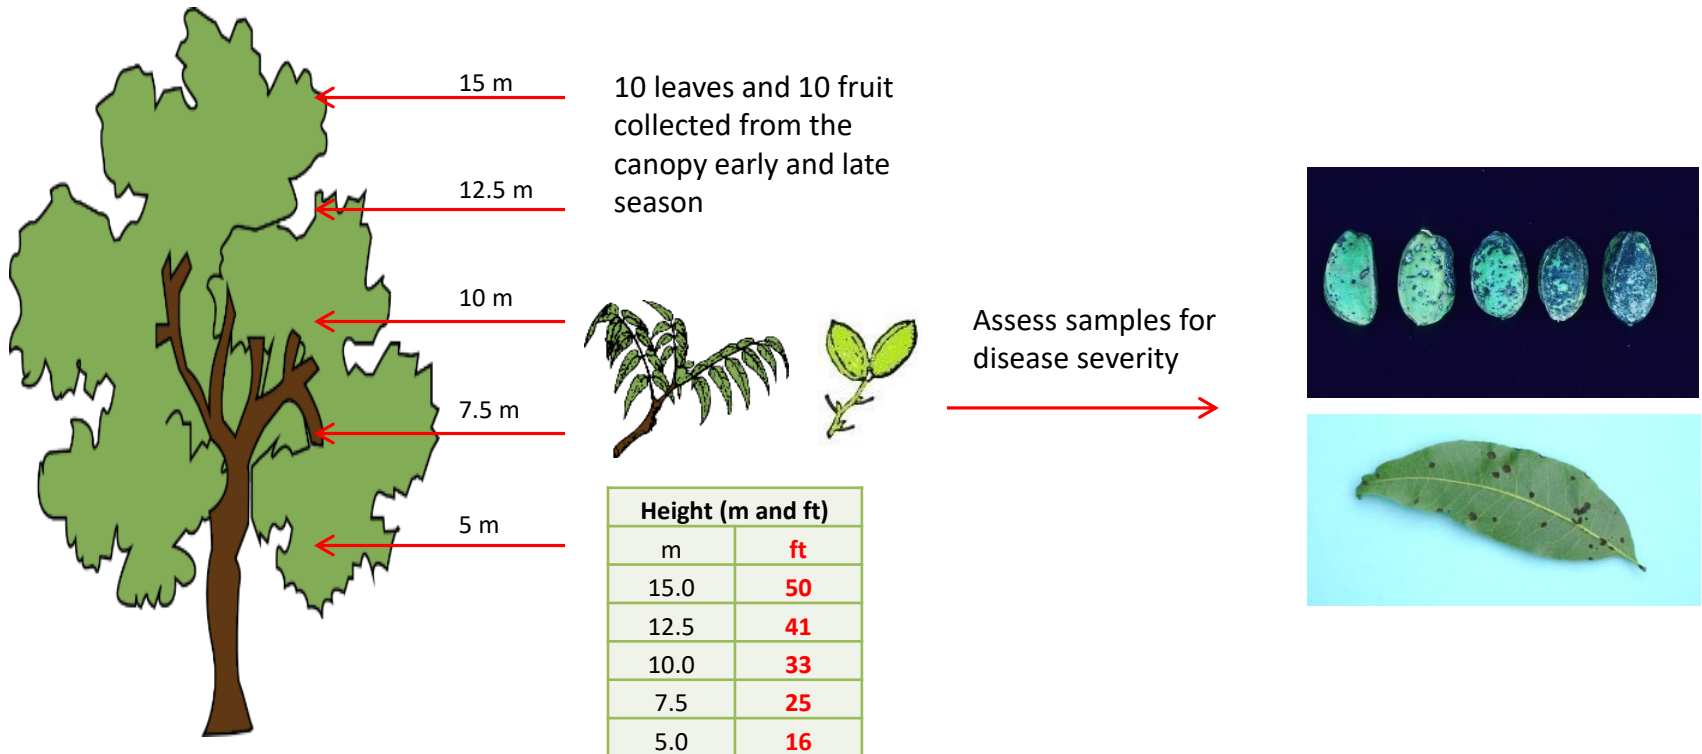 15 m
12.5 m
10 m
7.5 m
5 m
10 leaves and 10 fruit
collected from the
canopy early and late
season
Assess samples for
disease severity
Height (m and ft)
m ft
15.0 50
12.5 41
10.0 33
7.5 25
5.0 16